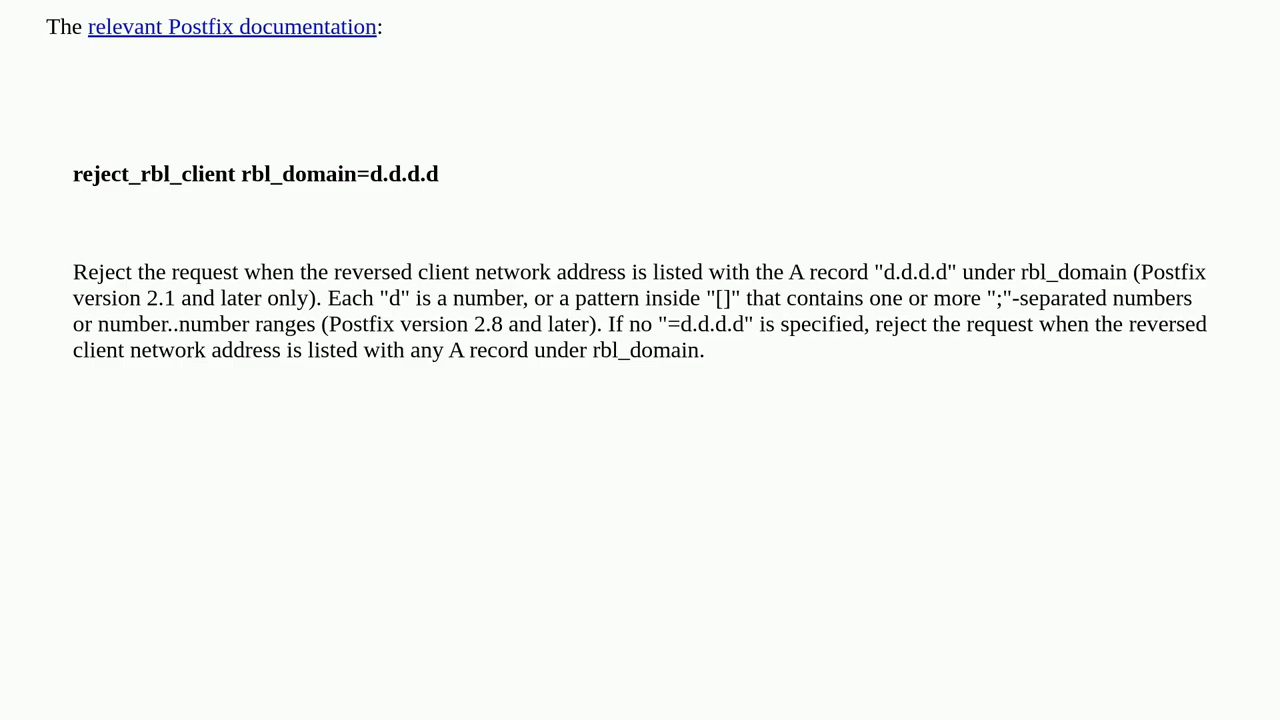 The relevant Postfix documentation:
reject_rbl_client rbl_domain=d.d.d.d
Reject the request when the reversed client network address is listed with the A record "d.d.d.d" under rbl_domain (Postfix
version 2.1 and later only). Each "d" is a number, or a pattern inside "[]" that contains one or more ";"-separated numbers
or number..number ranges (Postfix version 2.8 and later). If no "=d.d.d.d" is specified, reject the request when the reversed
client network address is listed with any A record under rbl_domain.